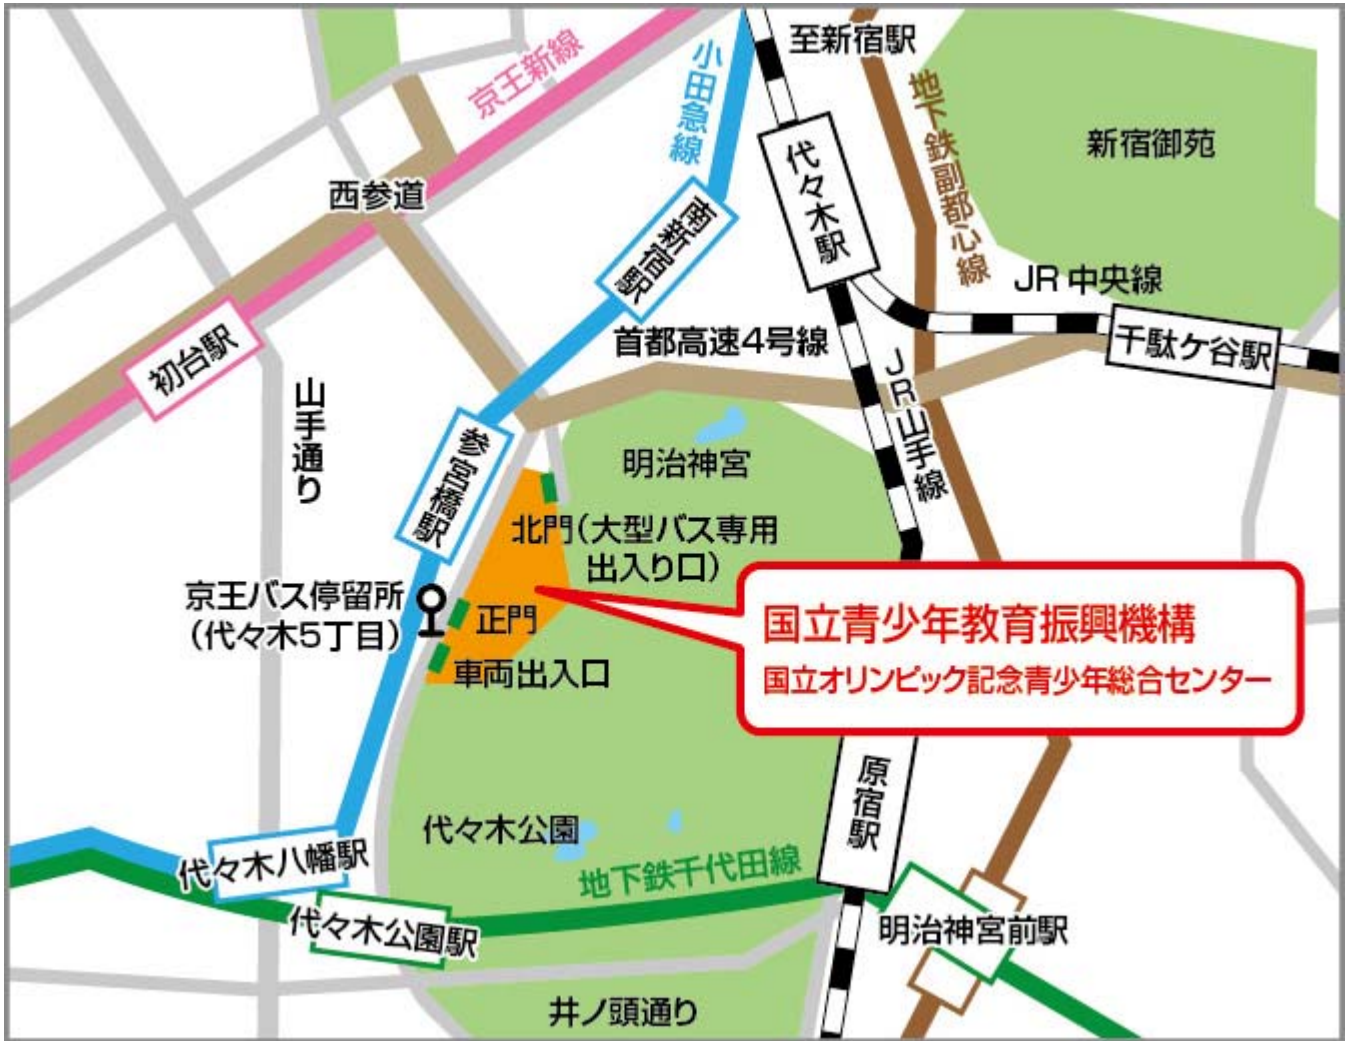 至新宿駅
小田急線
京王新線
地下鉄副都心線
新宿御苑
代々木駅
西参道
南新宿駅
JR中央線
千駄ケ谷駅
首都高速4号線
初台駅
JR山手線
山手通り
参宮橋駅
明治神宮
北門(大型バス専用
出入り口)
京王バス停留所
(代々木5丁目)
正門
車両出入口
国立青少年教育振興機構
国立オリンピック記念青少年総合センター
原宿駅
代々木公園
代々木八幡駅
地下鉄千代田線
代々木公園駅
明治神宮前駅
井ノ頭通り